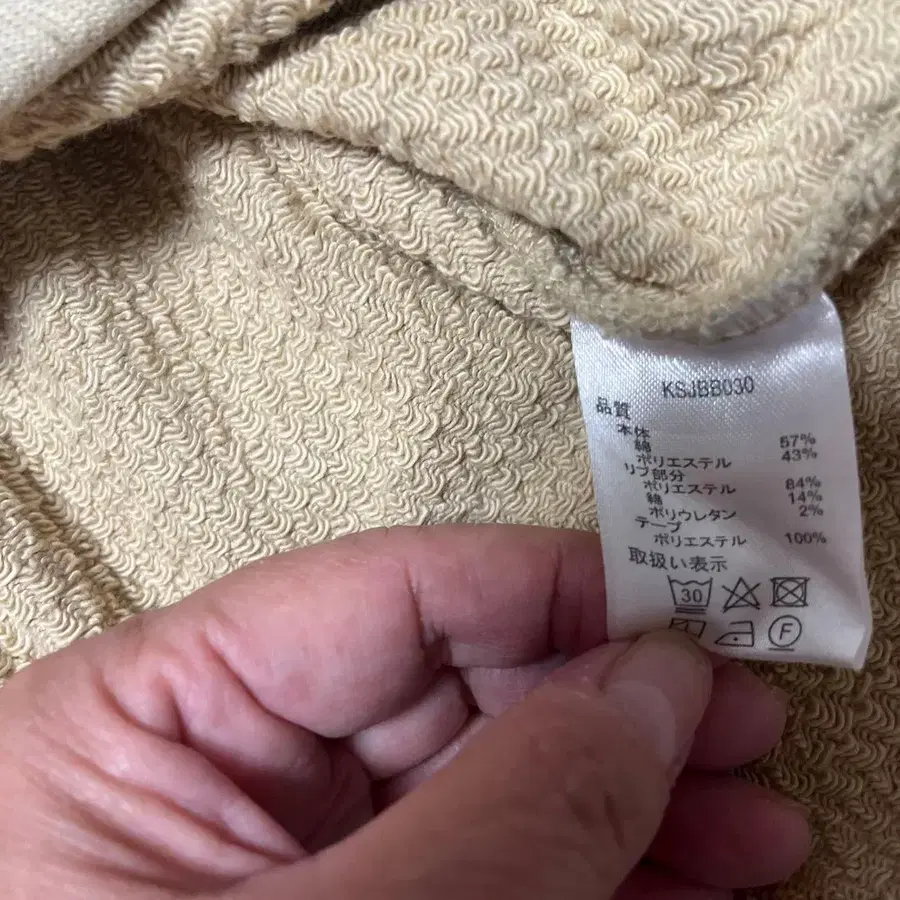 KSJBB030
品質
本体
綿 57%
ポリエステル 43%
リブ部分
ポリエステル 84%
綿 14%
ポリウレタン 2%
テープ
ポリエステル 100%
取扱い表示
30
F